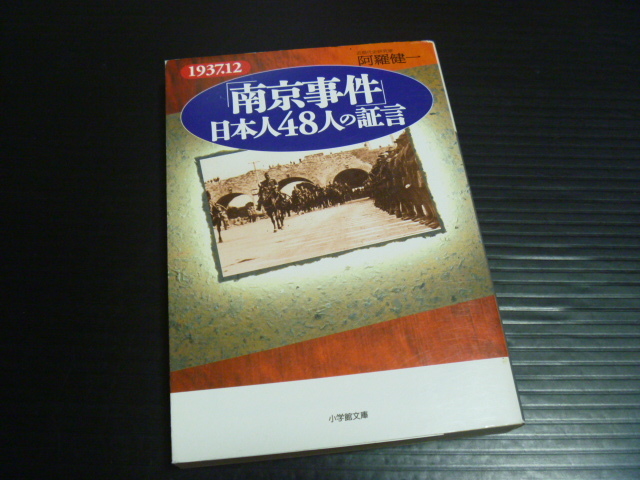 阿羅健一
1937.12
「南京事件」
日本人48人の証言
小学館文庫